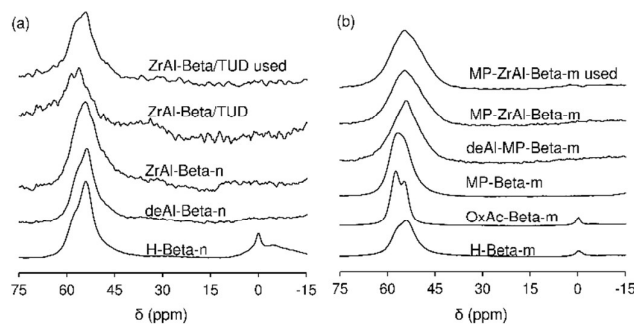 (a)
ZrAl-Beta/TUD used
ZrAl-Beta/TUD
ZrAl-Beta-n
deAl-Beta-n
H-Beta-n
75 60 45 30 15 0 -15
δ (ppm)
(b)
MP-ZrAl-Beta-m used
MP-ZrAl-Beta-m
deAl-MP-Beta-m
MP-Beta-m
OxAc-Beta-m
H-Beta-m
75 60 45 30 15 0 -15
δ (ppm)